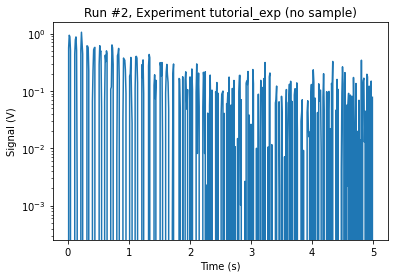 Run #2, Experiment tutorial_exp (no sample)
10⁰
10⁻¹
10⁻²
10⁻³
Signal (V)
0 1 2 3 4 5
Time (s)